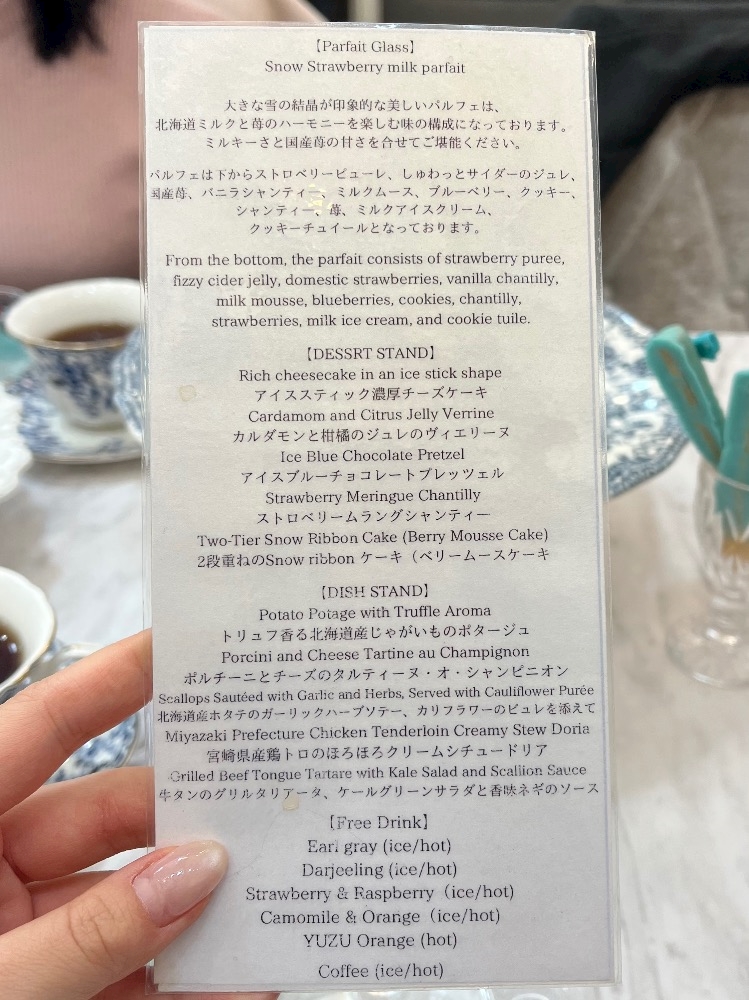 【Parfait Glass】
Snow Strawberry milk parfait
大きな雪の結晶が印象的な美しいパルフェは、
北海道ミルクと苺のハーモニーを楽しむ味の構成になっております。
ミルキーさと国産苺の甘さを合せてご堪能ください。
パルフェは下からストロベリーピューレ、しゅわっとサイダーのジュレ、
国産苺、バニラシャンティー、ミルクムース、ブルーベリー、クッキー、
シャンティー、苺、ミルクアイスクリーム、
クッキーチュイールとなっております。
From the bottom, the parfait consists of strawberry puree,
fizzy cider jelly, domestic strawberries, vanilla chantilly,
milk mousse, blueberries, cookies, chantilly,
strawberries, milk ice cream, and cookie tuile.
【DESSRT STAND】
Rich cheesecake in an ice stick shape
アイススティック濃厚チーズケーキ
Cardamom and Citrus Jelly Verrine
カルダモンと柑橘のジュレのヴィエリーヌ
Ice Blue Chocolate Pretzel
アイスブルーチョコレートプレッツェル
Strawberry Meringue Chantilly
ストロベリームラングシャンティー
Two-Tier Snow Ribbon Cake (Berry Mousse Cake)
2段重ねのSnow ribbon ケーキ（ベリームースケーキ
【DISH STAND】
Potato Potage with Truffle Aroma
トリュフ香る北海道産じゃがいものポタージュ
Porcini and Cheese Tartine au Champignon
ポルチーニとチーズのタルティーヌ・オ・シャンピニオン
Scallops Sautéed with Garlic and Herbs, Served with Cauliflower Purée
北海道産ホタテのガーリックハーブソテー、カリフラワーのピュレを添えて
Miyazaki Prefecture Chicken Tenderloin Creamy Stew Doria
宮崎県産鶏トロのほろほろクリームシチュードリア
Grilled Beef Tongue Tartare with Kale Salad and Scallion Sauce
牛タンのグリルタリアータ、ケールグリーンサラダと香味ネギのソース
【Free Drink】
Earl gray (ice/hot)
Darjeeling (ice/hot)
Strawberry & Raspberry（ice/hot)
Camomile & Orange（ice/hot)
YUZU Orange (hot)
Coffee (ice/hot)